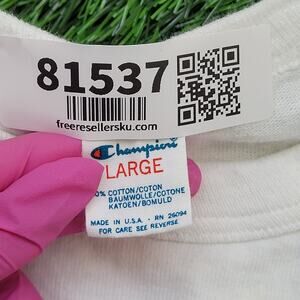 81537
freeresellersku.com
Champion
LARGE
% COTTON/COTON
BAUMWOLLE/COTONE
KATOEN/BOMULD
MADE IN U.S.A. · RN 26094
FOR CARE SEE REVERSE